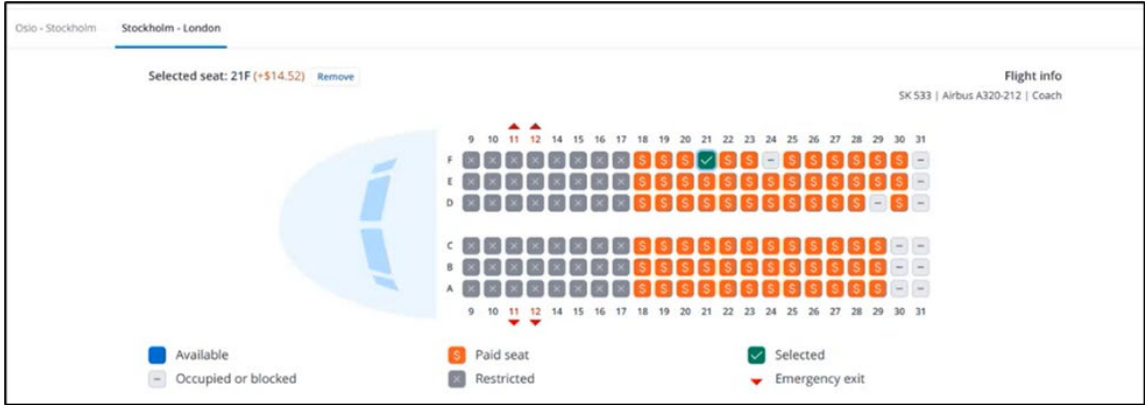 Oslo - Stockholm Stockholm - London
Selected seat: 21F (+$14.52) Remove Flight info
SK 533 | Airbus A320-212 | Coach
9 10 11 12 14 15 16 17 18 19 20 21 22 23 24 25 26 27 28 29 30 31
F × × × × × × × × S S S ✓ S S – S S S S S S –
E × × × × × × × × S S S S S S S S S S S S S –
D × × × × × × × × S S S S S S S S S S S – S –
C × × × × × × × × S S S S S S S S S S S S – –
B × × × × × × × × S S S S S S S S S S S S – –
A × × × × × × × × S S S S S S S S S S S S – –
9 10 11 12 14 15 16 17 18 19 20 21 22 23 24 25 26 27 28 29 30 31
Available S Paid seat ✓ Selected
– Occupied or blocked × Restricted Emergency exit